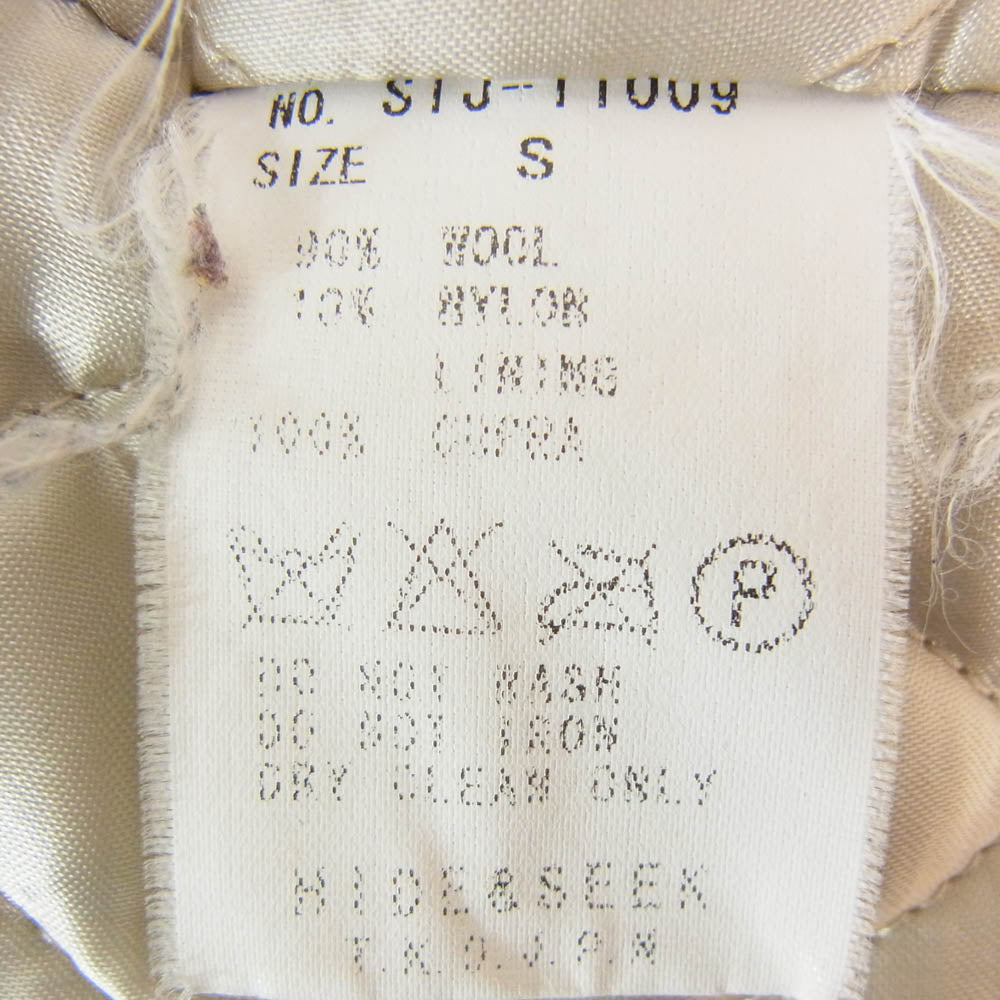 NO. STJ-11009
SIZE S
90% WOOL
10% NYLON
LINING
100% CUPRA
P
DO NOT WASH
DO NOT IRON
DRY CLEAN ONLY
HIDE&SEEK
T.K.O.J.P.N